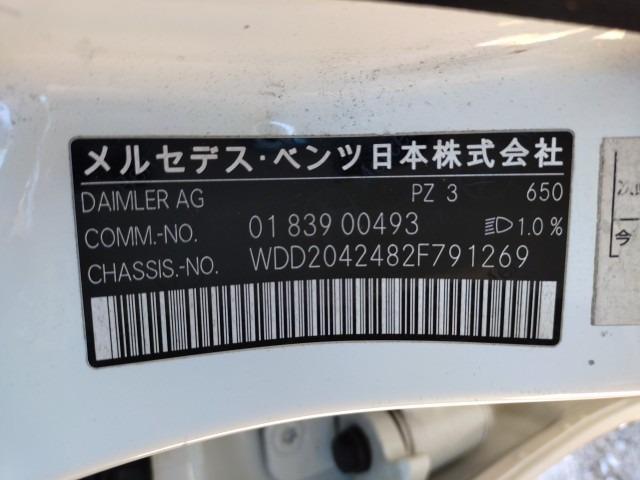 メルセデス・ベンツ日本株式会社
DAIMLER AG PZ 3 650
COMM.-NO. 01 839 00493 1.0 %
CHASSIS.-NO. WDD2042482F791269
今